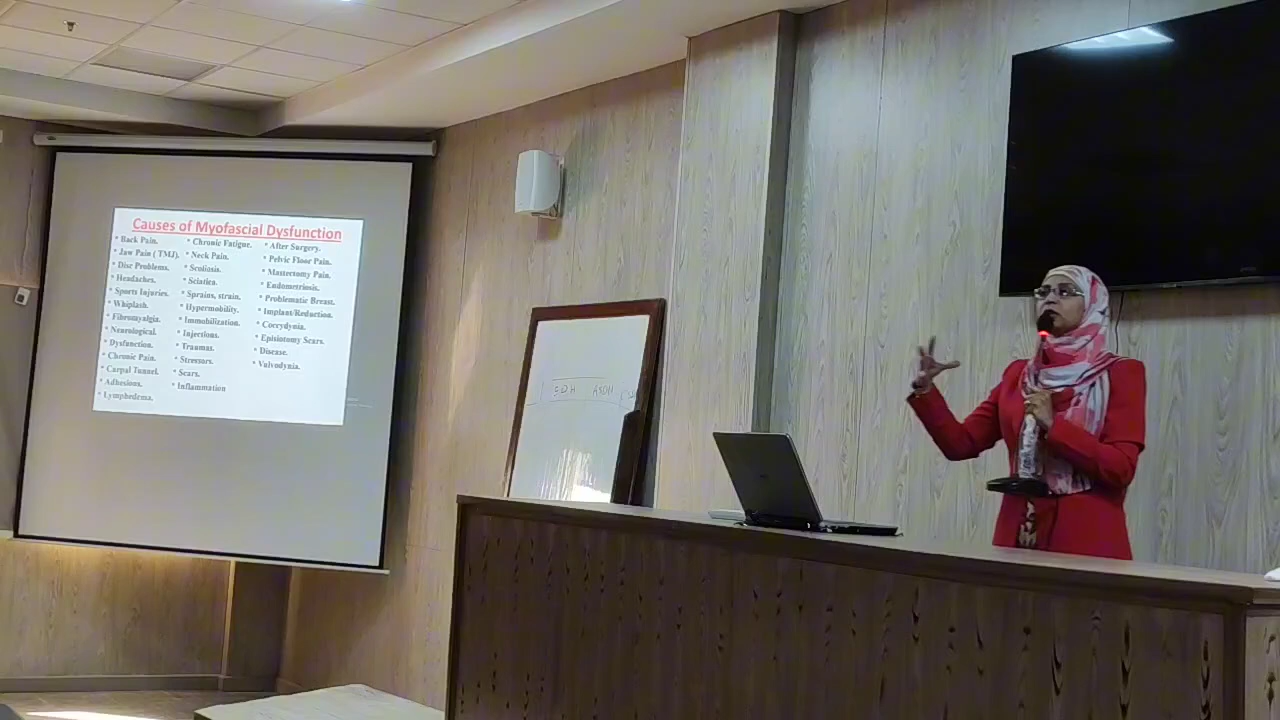 Causes of Myofascial Dysfunction
* Back Pain.
* Jaw Pain ( TMJ).
* Disc Problems.
* Headaches.
* Sports Injuries.
* Whiplash.
* Fibromyalgia.
* Neurological.
* Dysfunction.
* Chronic Pain.
* Carpal Tunnel.
* Adhesions.
* Lymphedema.
* Chronic Fatigue.
* Neck Pain.
* Scoliosis.
* Sciatica.
* Sprains, strain.
* Hypermobility.
* Immobilization.
* Injections.
* Traumas.
* Stressors.
* Scars.
* Inflammation
* After Surgery.
* Pelvic Floor Pain.
* Mastectomy Pain.
* Endometriosis.
* Problematic Breast.
* Implant/Reduction.
* Coccydynia.
* Episiotomy Scars.
* Disease.
* Vulvodynia.